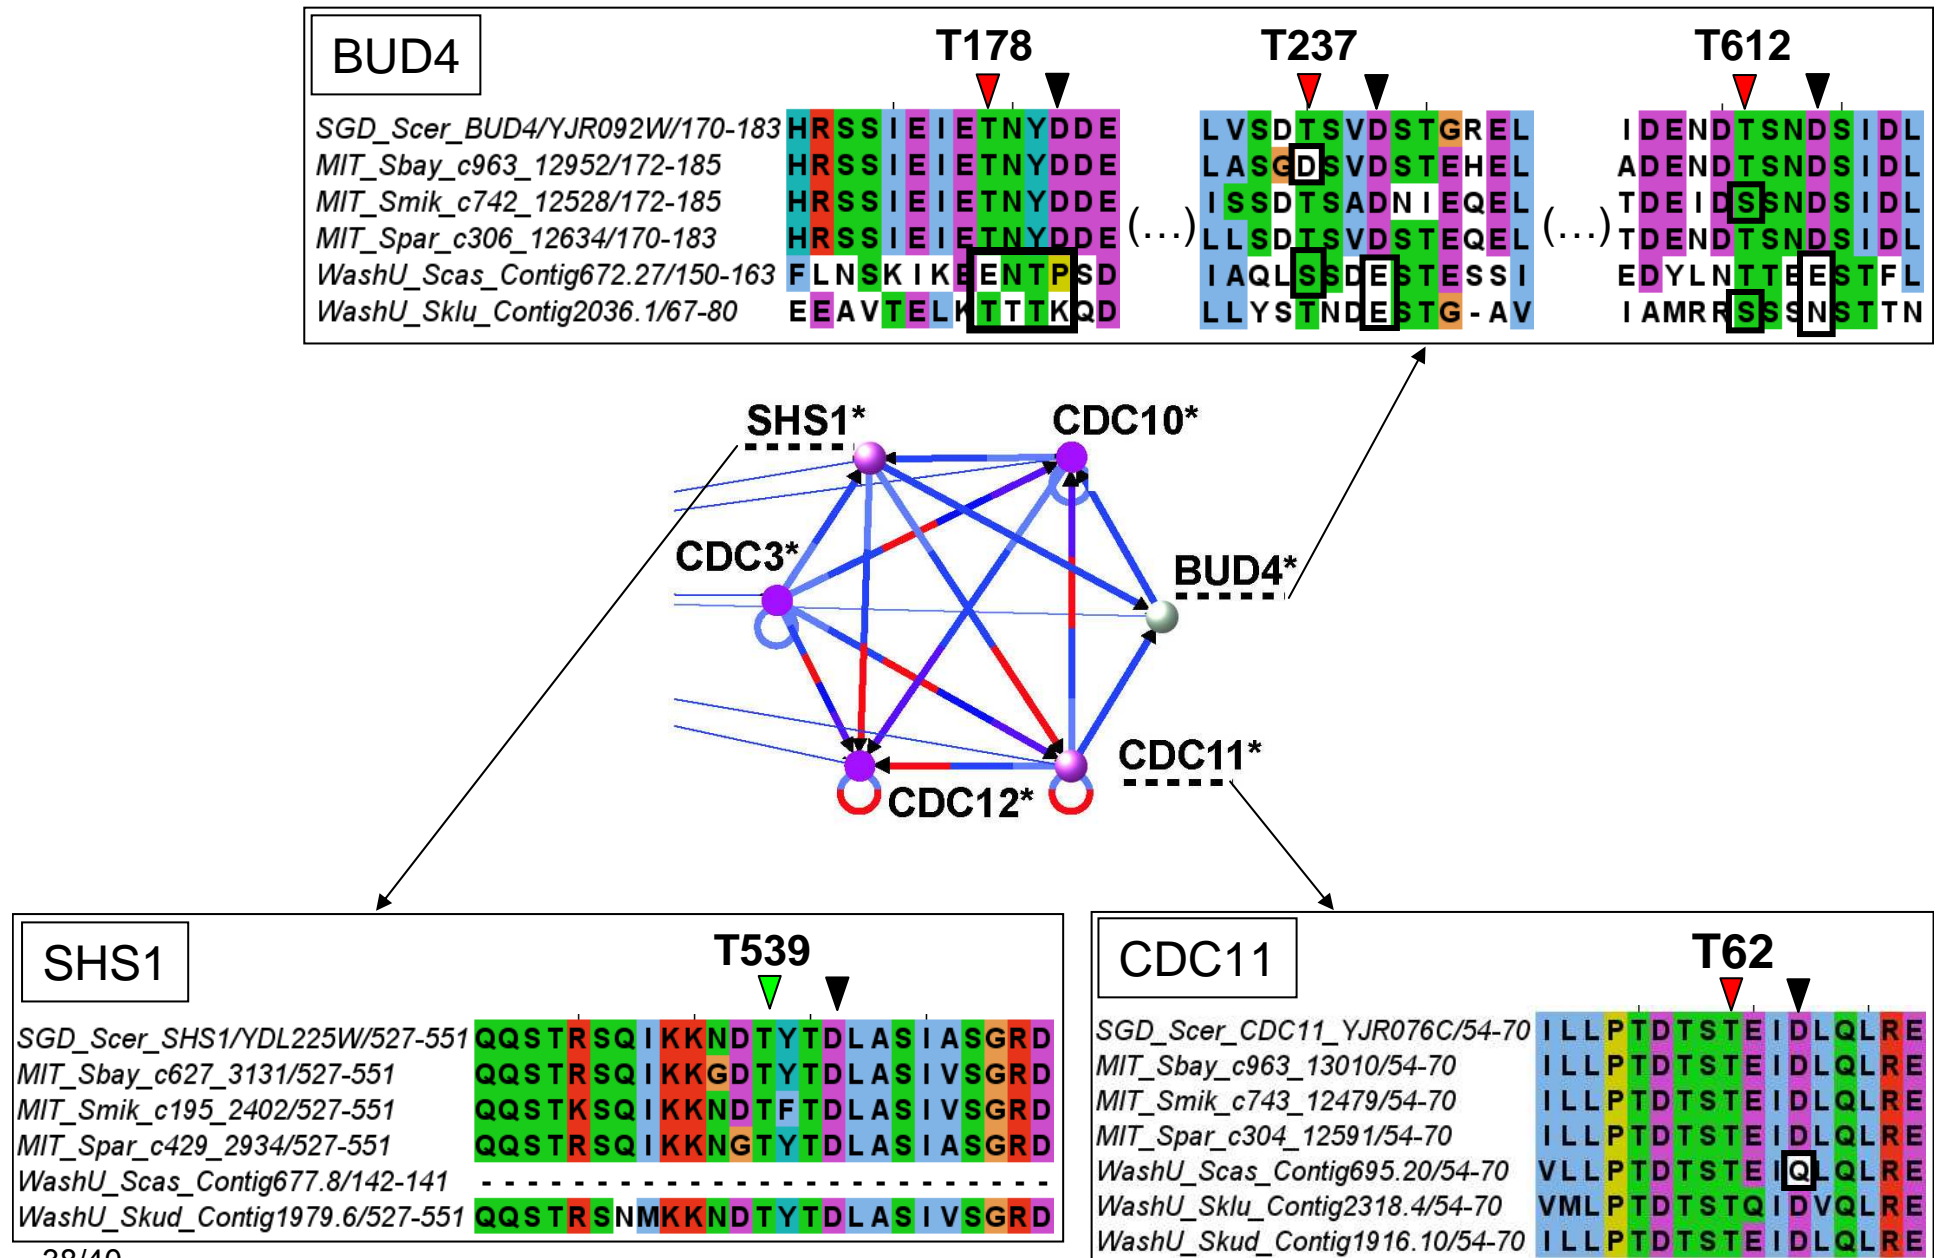 BUD4
T178 T237 T612
SGD_Scer_BUD4/YJR092W/170-183 HRSSIEIETNYDDE LVSDTSVDSTGREL IDENDTSNDSIDL
MIT_Sbay_c963_12952/172-185 HRSSIEIETNYDDE LASGDSVDSTEHEL ADENDTSNDSIDL
MIT_Smik_c742_12528/172-185 HRSSIEIETNYDDE (...) ISSDTSADNIEQEL (...) TDEIDSSNDSIDL
MIT_Spar_c306_12634/170-183 HRSSIEIETNYDDE LLSDTSVDSTEQEL TDENDTSNDSIDL
WashU_Scas_Contig672.27/150-163 FLNSKIKEENTPSD IAQLSSDESTESSI EDYLNTTEESTFL
WashU_Sklu_Contig2036.1/67-80 EEAVTELKTTTKQD LLYSTNDESTG-AV IAMRRSSSNSTTN
SHS1* CDC10*
CDC3*
BUD4*
CDC11*
CDC12*
SHS1
T539
SGD_Scer_SHS1/YDL225W/527-551 QQSTRSQIKKNDTYTDLASIASGRD
MIT_Sbay_c627_3131/527-551 QQSTRSQIKKGDTYTDLASIVSGRD
MIT_Smik_c195_2402/527-551 QQSTKSQIKKNDTFTDLASIVSGRD
MIT_Spar_c429_2934/527-551 QQSTRSQIKKNGTYTDLASIASGRD
WashU_Scas_Contig677.8/142-141 -------------------------
WashU_Skud_Contig1979.6/527-551 QQSTRSNMKKNDTYTDLASIVSGRD
CDC11
T62
SGD_Scer_CDC11_YJR076C/54-70 ILLPTDTSTEIDLQLRE
MIT_Sbay_c963_13010/54-70 ILLPTDTSTEIDLQLRE
MIT_Smik_c743_12479/54-70 ILLPTDTSTEIDLQLRE
MIT_Spar_c304_12591/54-70 ILLPTDTSTEIDLQLRE
WashU_Scas_Contig695.20/54-70 VLLPTDTSTEIQLQLRE
WashU_Sklu_Contig2318.4/54-70 VMLPTDTSTQIDVQLRE
WashU_Skud_Contig1916.10/54-70 ILLPTDTSTEIDLQLRE